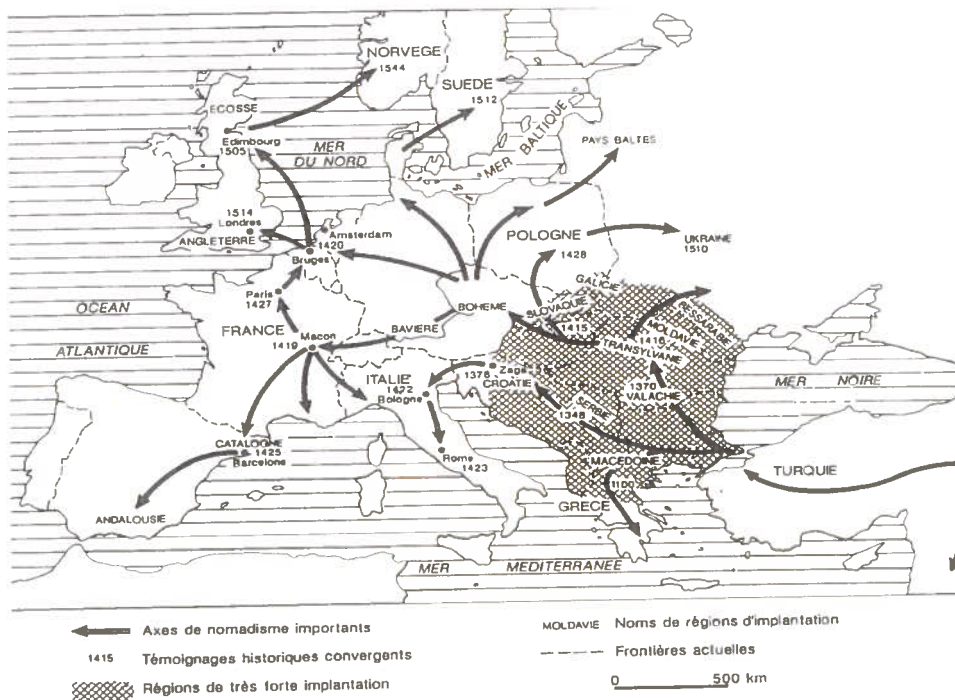 NORVEGE
1544
SUEDE
1512
ECOSSE
Edimbourg
1505
MER
DU NORD
MER BALTIQUE
PAYS BALTES
1514
Londres
ANGLETERRE
Amsterdam
1420
Bruges
POLOGNE
1428
UKRAINE
1510
GALICIE
OCEAN
ATLANTIQUE
Paris
1427
FRANCE
Macon
1419
BAVIERE
BOHEME
SLOVAQUIE
1415
BESSARABIE
MOLDAVIE
1416
TRANSYLVANIE
ITALIE
1422
Bologne
1378
CROATIE
SERBIE
1348
1370
VALACHIE
MER NOIRE
CATALOGNE
1425
Barcelone
Rome
1423
MACEDOINE
1100
GRECE
TURQUIE
ANDALOUSIE
MER MEDITERRANEE
Axes de nomadisme importants
1415 Témoignages historiques convergents
Régions de très forte implantation
MOLDAVIE Noms de régions d'implantation
Frontières actuelles
0 500 km